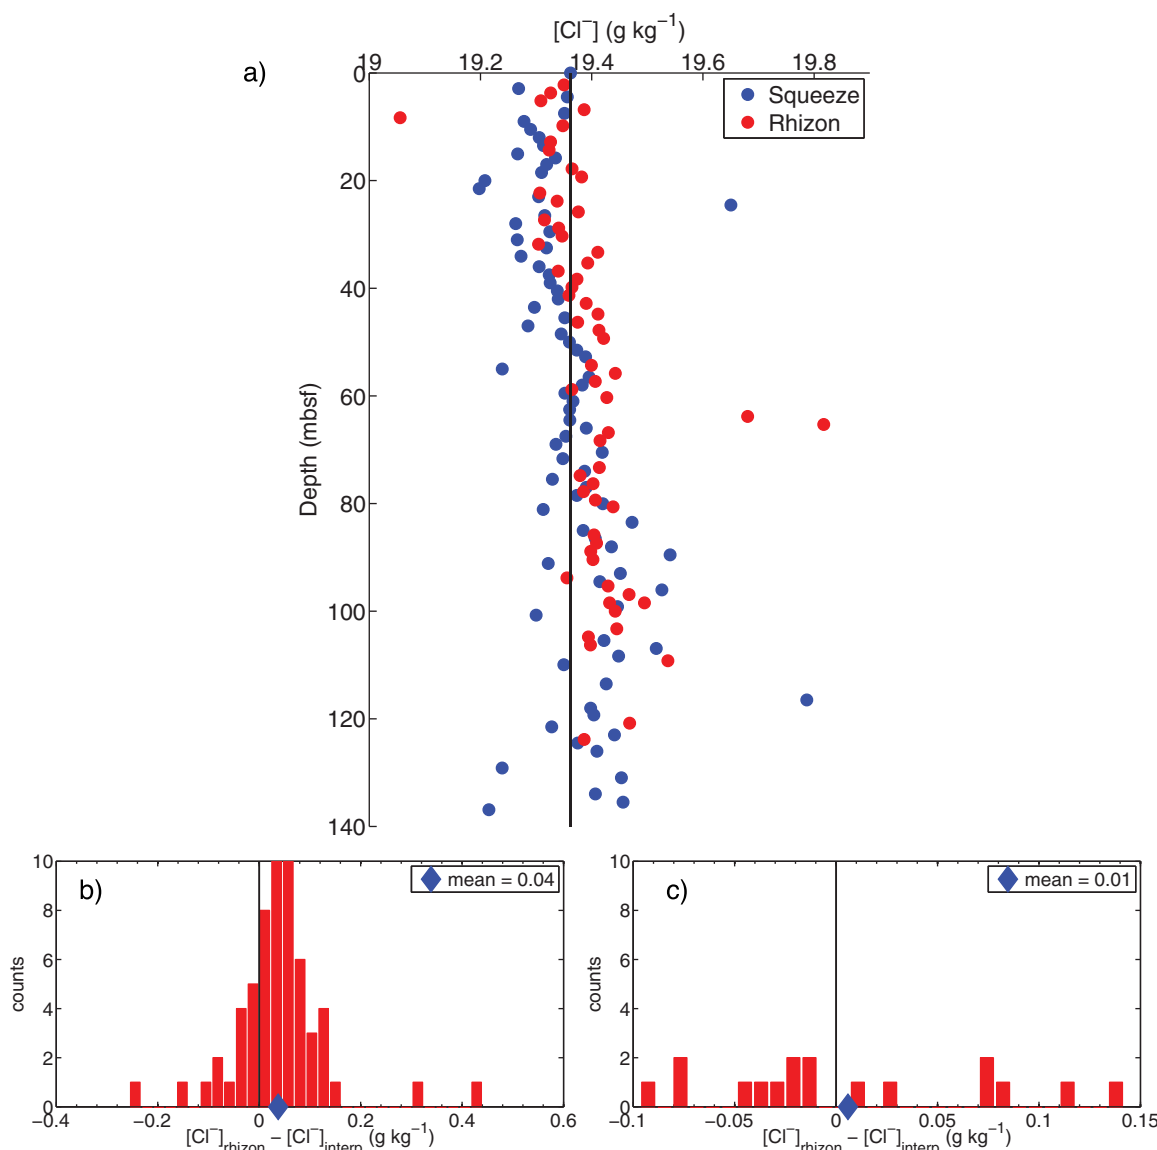 [Cl⁻] (g kg⁻¹)
19 19.2 19.4 19.6 19.8
a)
Squeeze
Rhizon
Depth (mbsf)
0
20
40
60
80
100
120
140
b)
mean = 0.04
counts
10
8
6
4
2
0
−0.4 −0.2 0 0.2 0.4 0.6
[Cl⁻]rhizon − [Cl⁻]interp (g kg⁻¹)
c)
mean = 0.01
counts
10
8
6
4
2
0
−0.1 −0.05 0 0.05 0.1 0.15
[Cl⁻]rhizon − [Cl⁻]interp (g kg⁻¹)